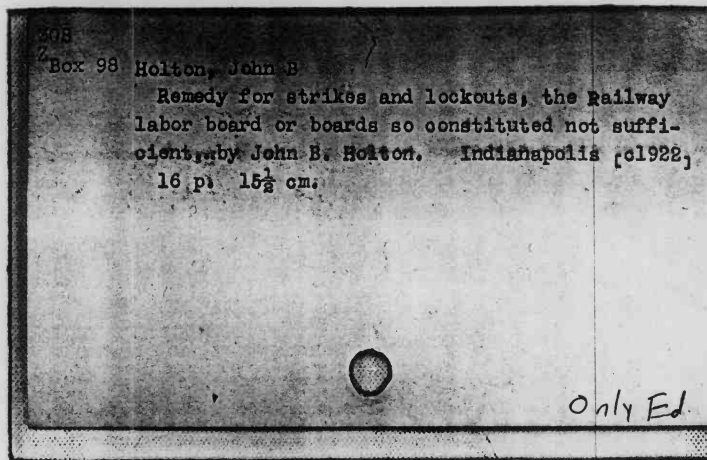 308
Z
Box 98 Holton, John B
Remedy for strikes and lockouts, the Railway
labor board or boards so constituted not suffi-
cient, by John B. Holton. Indianapolis [c1922]
16 p. 15½ cm.
Only Ed.